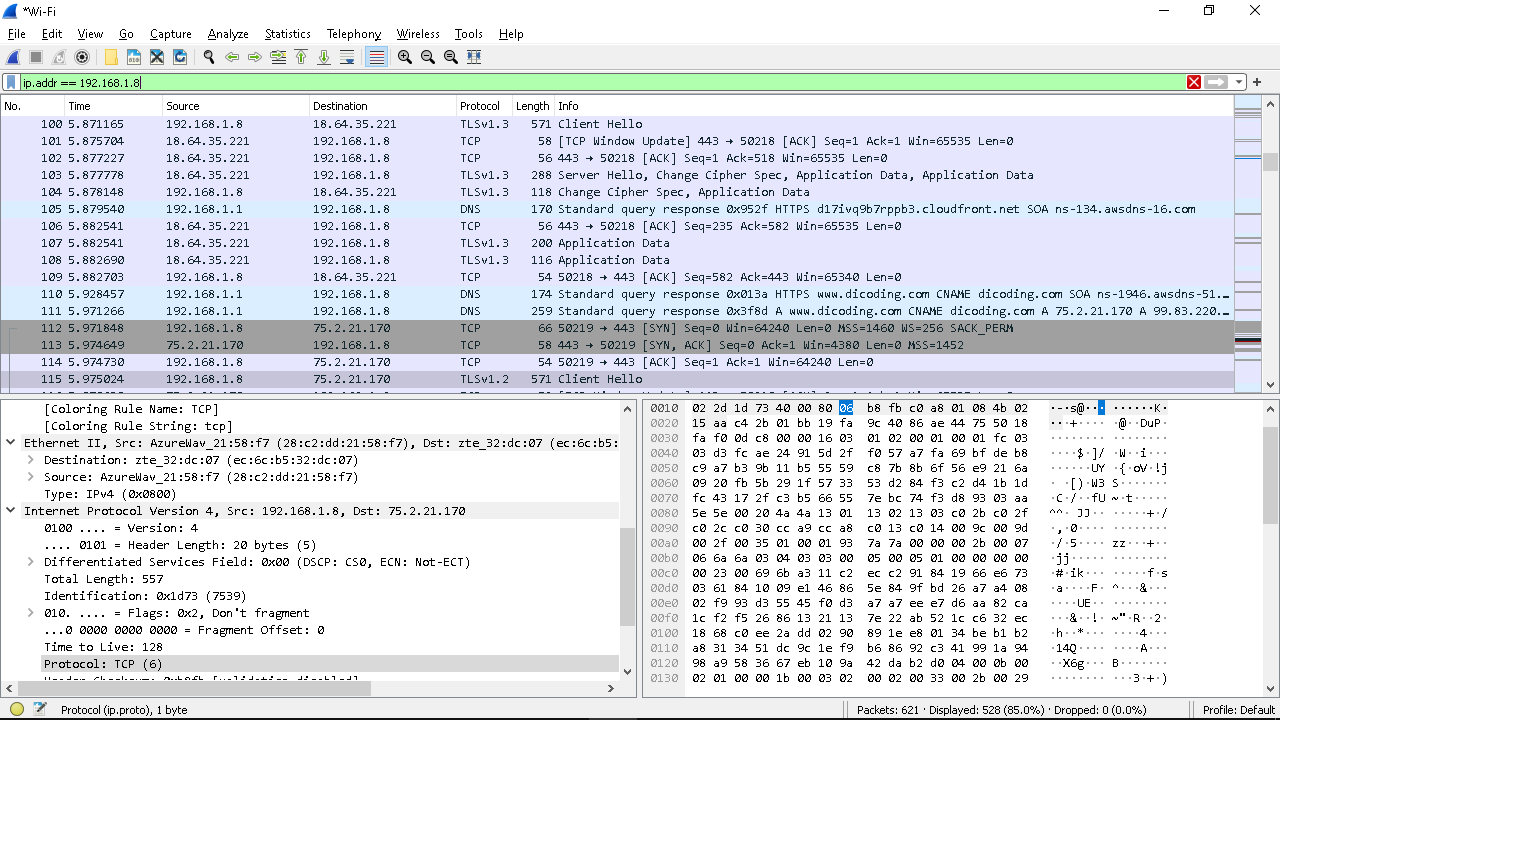 *Wi-Fi
File Edit View Go Capture Analyze Statistics Telephony Wireless Tools Help
ip.addr == 192.168.1.8
No. Time Source Destination Protocol Length Info
100 5.871165 192.168.1.8 18.64.35.221 TLSv1.3 571 Client Hello
101 5.875704 18.64.35.221 192.168.1.8 TCP 58 [TCP Window Update] 443 → 50218 [ACK] Seq=1 Ack=1 Win=65535 Len=0
102 5.877227 18.64.35.221 192.168.1.8 TCP 56 443 → 50218 [ACK] Seq=1 Ack=518 Win=65535 Len=0
103 5.877778 18.64.35.221 192.168.1.8 TLSv1.3 288 Server Hello, Change Cipher Spec, Application Data, Application Data
104 5.878148 192.168.1.8 18.64.35.221 TLSv1.3 118 Change Cipher Spec, Application Data
105 5.879540 192.168.1.1 192.168.1.8 DNS 170 Standard query response 0x952f HTTPS d17ivq9b7rppb3.cloudfront.net SOA ns-134.awsdns-16.com
106 5.882541 18.64.35.221 192.168.1.8 TCP 56 443 → 50218 [ACK] Seq=235 Ack=582 Win=65535 Len=0
107 5.882541 18.64.35.221 192.168.1.8 TLSv1.3 200 Application Data
108 5.882690 18.64.35.221 192.168.1.8 TLSv1.3 116 Application Data
109 5.882703 192.168.1.8 18.64.35.221 TCP 54 50218 → 443 [ACK] Seq=582 Ack=443 Win=65340 Len=0
110 5.928457 192.168.1.1 192.168.1.8 DNS 174 Standard query response 0x013a HTTPS www.dicoding.com CNAME dicoding.com SOA ns-1946.awsdns-51.…
111 5.971266 192.168.1.1 192.168.1.8 DNS 259 Standard query response 0x3f8d A www.dicoding.com CNAME dicoding.com A 75.2.21.170 A 99.83.220.…
112 5.971848 192.168.1.8 75.2.21.170 TCP 66 50219 → 443 [SYN] Seq=0 Win=64240 Len=0 MSS=1460 WS=256 SACK_PERM
113 5.974649 75.2.21.170 192.168.1.8 TCP 58 443 → 50219 [SYN, ACK] Seq=0 Ack=1 Win=4380 Len=0 MSS=1452
114 5.974730 192.168.1.8 75.2.21.170 TCP 54 50219 → 443 [ACK] Seq=1 Ack=1 Win=64240 Len=0
115 5.975024 192.168.1.8 75.2.21.170 TLSv1.2 571 Client Hello
[Coloring Rule Name: TCP]
[Coloring Rule String: tcp]
Ethernet II, Src: AzureWav_21:58:f7 (28:c2:dd:21:58:f7), Dst: zte_32:dc:07 (ec:6c:b5:
Destination: zte_32:dc:07 (ec:6c:b5:32:dc:07)
Source: AzureWav_21:58:f7 (28:c2:dd:21:58:f7)
Type: IPv4 (0x0800)
Internet Protocol Version 4, Src: 192.168.1.8, Dst: 75.2.21.170
0100 .... = Version: 4
.... 0101 = Header Length: 20 bytes (5)
Differentiated Services Field: 0x00 (DSCP: CS0, ECN: Not-ECT)
Total Length: 557
Identification: 0x1d73 (7539)
010. .... = Flags: 0x2, Don't fragment
...0 0000 0000 0000 = Fragment Offset: 0
Time to Live: 128
Protocol: TCP (6)
0010 02 2d 1d 73 40 00 80 06 b8 fb c0 a8 01 08 4b 02 ·-·s@··· ······K·
0020 15 aa c4 2b 01 bb 19 fa 9c 40 86 ae 44 75 50 18 ···+···· ·@··DuP·
0030 fa f0 0d c8 00 00 16 03 01 02 00 01 00 01 fc 03 ········ ········
0040 03 d3 fc ae 24 91 5d 2f f0 57 a7 fa 69 bf de b8 ····$·]/ ·W··i···
0050 c9 a7 b3 9b 11 b5 55 59 c8 7b 8b 6f 56 e9 21 6a ······UY ·{·oV·!j
0060 09 20 fb 5b 29 1f 57 33 53 d2 84 f3 c2 d4 1b 1d · ·[)·W3 S·······
0070 fc 43 17 2f c3 b5 66 55 7e bc 74 f3 d8 93 03 aa ·C·/··fU ~·t·····
0080 5e 5e 00 20 4a 4a 13 01 13 02 13 03 c0 2b c0 2f ^^· JJ·· ·····+·/
0090 c0 2c c0 30 cc a9 cc a8 c0 13 c0 14 00 9c 00 9d ·,·0···· ········
00a0 00 2f 00 35 01 00 01 93 7a 7a 00 00 00 2b 00 07 ·/·5···· zz···+··
00b0 06 6a 6a 03 04 03 03 00 05 00 05 01 00 00 00 00 ·jj····· ········
00c0 00 23 00 69 6b a3 11 c2 ec c2 91 84 19 66 e6 73 ·#·ik··· ·····f·s
00d0 03 61 84 10 09 e1 46 86 5e 84 9f bd 26 a7 a4 08 ·a····F· ^···&···
00e0 02 f9 93 d3 55 45 f0 d3 a7 a7 ee e7 d6 aa 82 ca ····UE·· ········
00f0 1c f2 f5 26 86 13 21 13 7e 22 ab 52 1c c6 32 ec ···&··!· ~"·R··2·
0100 18 68 c0 ee 2a dd 02 90 89 1e e8 01 34 be b1 b2 ·h··*··· ····4···
0110 a8 31 34 51 dc 9c 1e f9 b6 86 92 c3 41 99 1a 94 ·14Q···· ····A···
0120 98 a9 58 36 67 eb 10 9a 42 da b2 d0 04 00 0b 00 ··X6g··· B·······
0130 02 01 00 00 1b 00 03 02 00 02 00 33 00 2b 00 29 ········ ···3·+·)
Protocol (ip.proto), 1 byte
Packets: 621 · Displayed: 528 (85.0%) · Dropped: 0 (0.0%)
Profile: Default